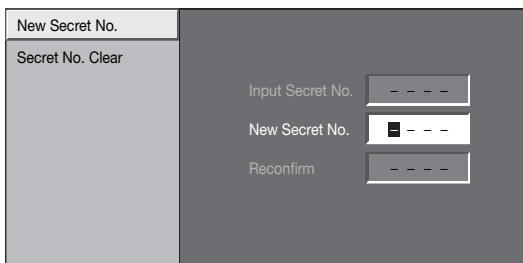 New Secret No.
Secret No. Clear
Input Secret No. – – – –
New Secret No. – – – –
Reconfirm – – – –